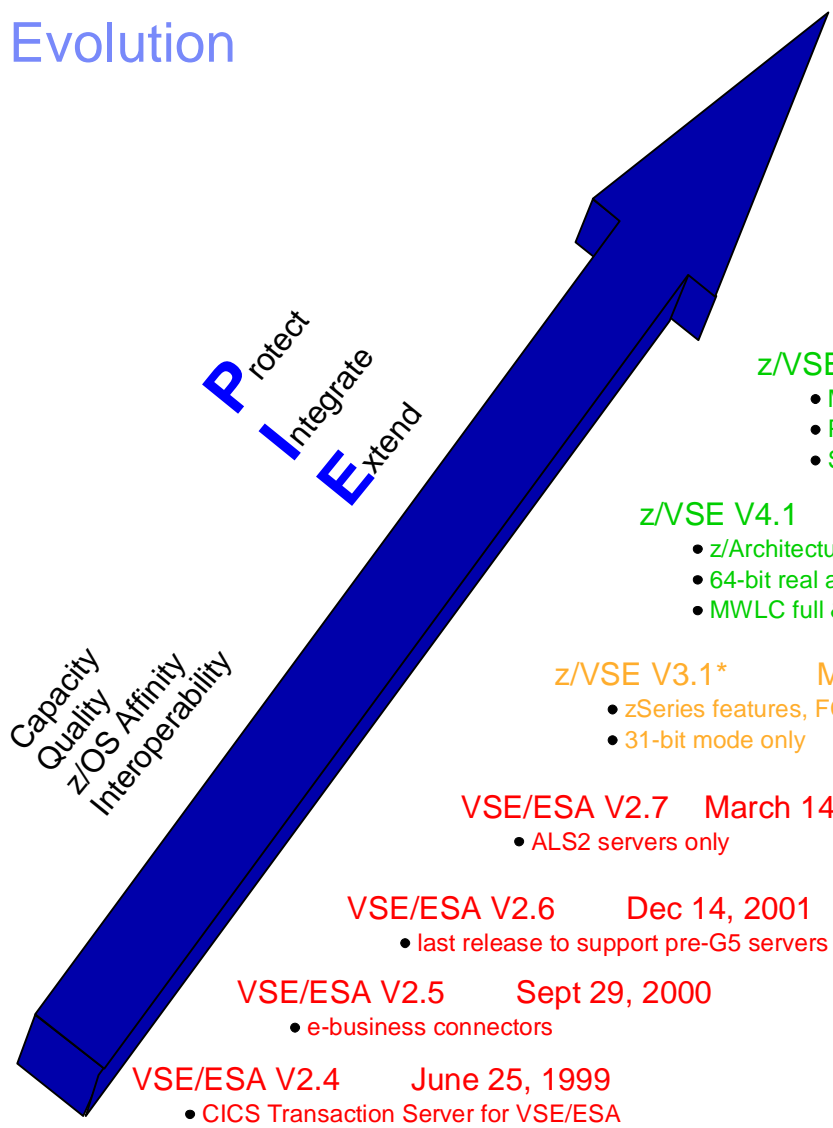 Evolution
Protect
Integrate
Extend
z/VSE
z/VSE V4.1
• 64-bit real
• MWLC full
Capacity
Quality
z/OS Affinity
Interoperability
z/VSE V3.1*
• zSeries features,
• 31-bit mode only
VSE/ESA V2.7 March 14
• ALS2 servers only
VSE/ESA V2.6 Dec 14, 2001
• last release to support pre-G5 servers
VSE/ESA V2.5 Sept 29, 2000
• e-business connectors
VSE/ESA V2.4 June 25, 1999
• CICS Transaction Server for VSE/ESA